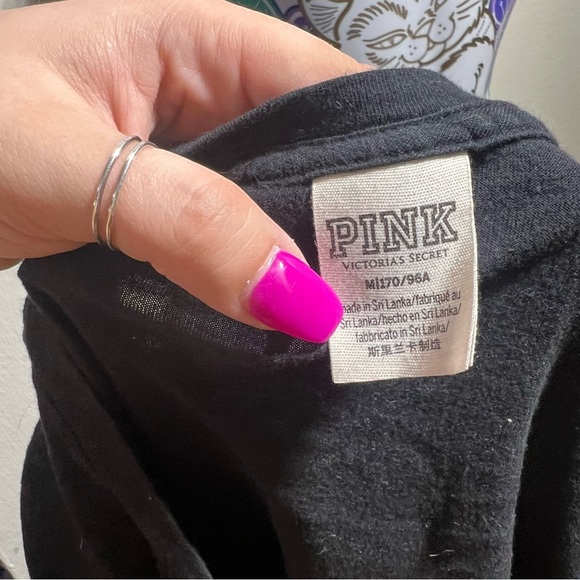 PINK
VICTORIA'S SECRET
M|170/96A
made in Sri Lanka/fabriqué au
Sri Lanka/hecho en Sri Lanka/
fabbricato in Sri Lanka/
斯里兰卡制造